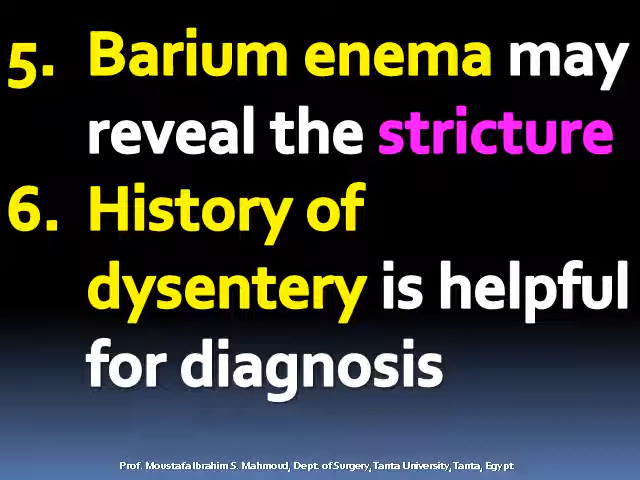 5. Barium enema may
reveal the stricture
6. History of
dysentery is helpful
for diagnosis
Prof. Moustafa Ibrahim S. Mahmoud, Dept. of Surgery, Tanta University, Tanta, Egypt